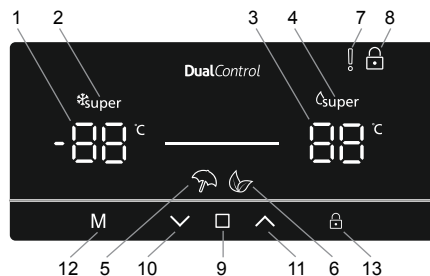 1 2 3 4 7 8
DualControl
super super
-88 °C 88 °C
M
12 5 10 9 11 6 13